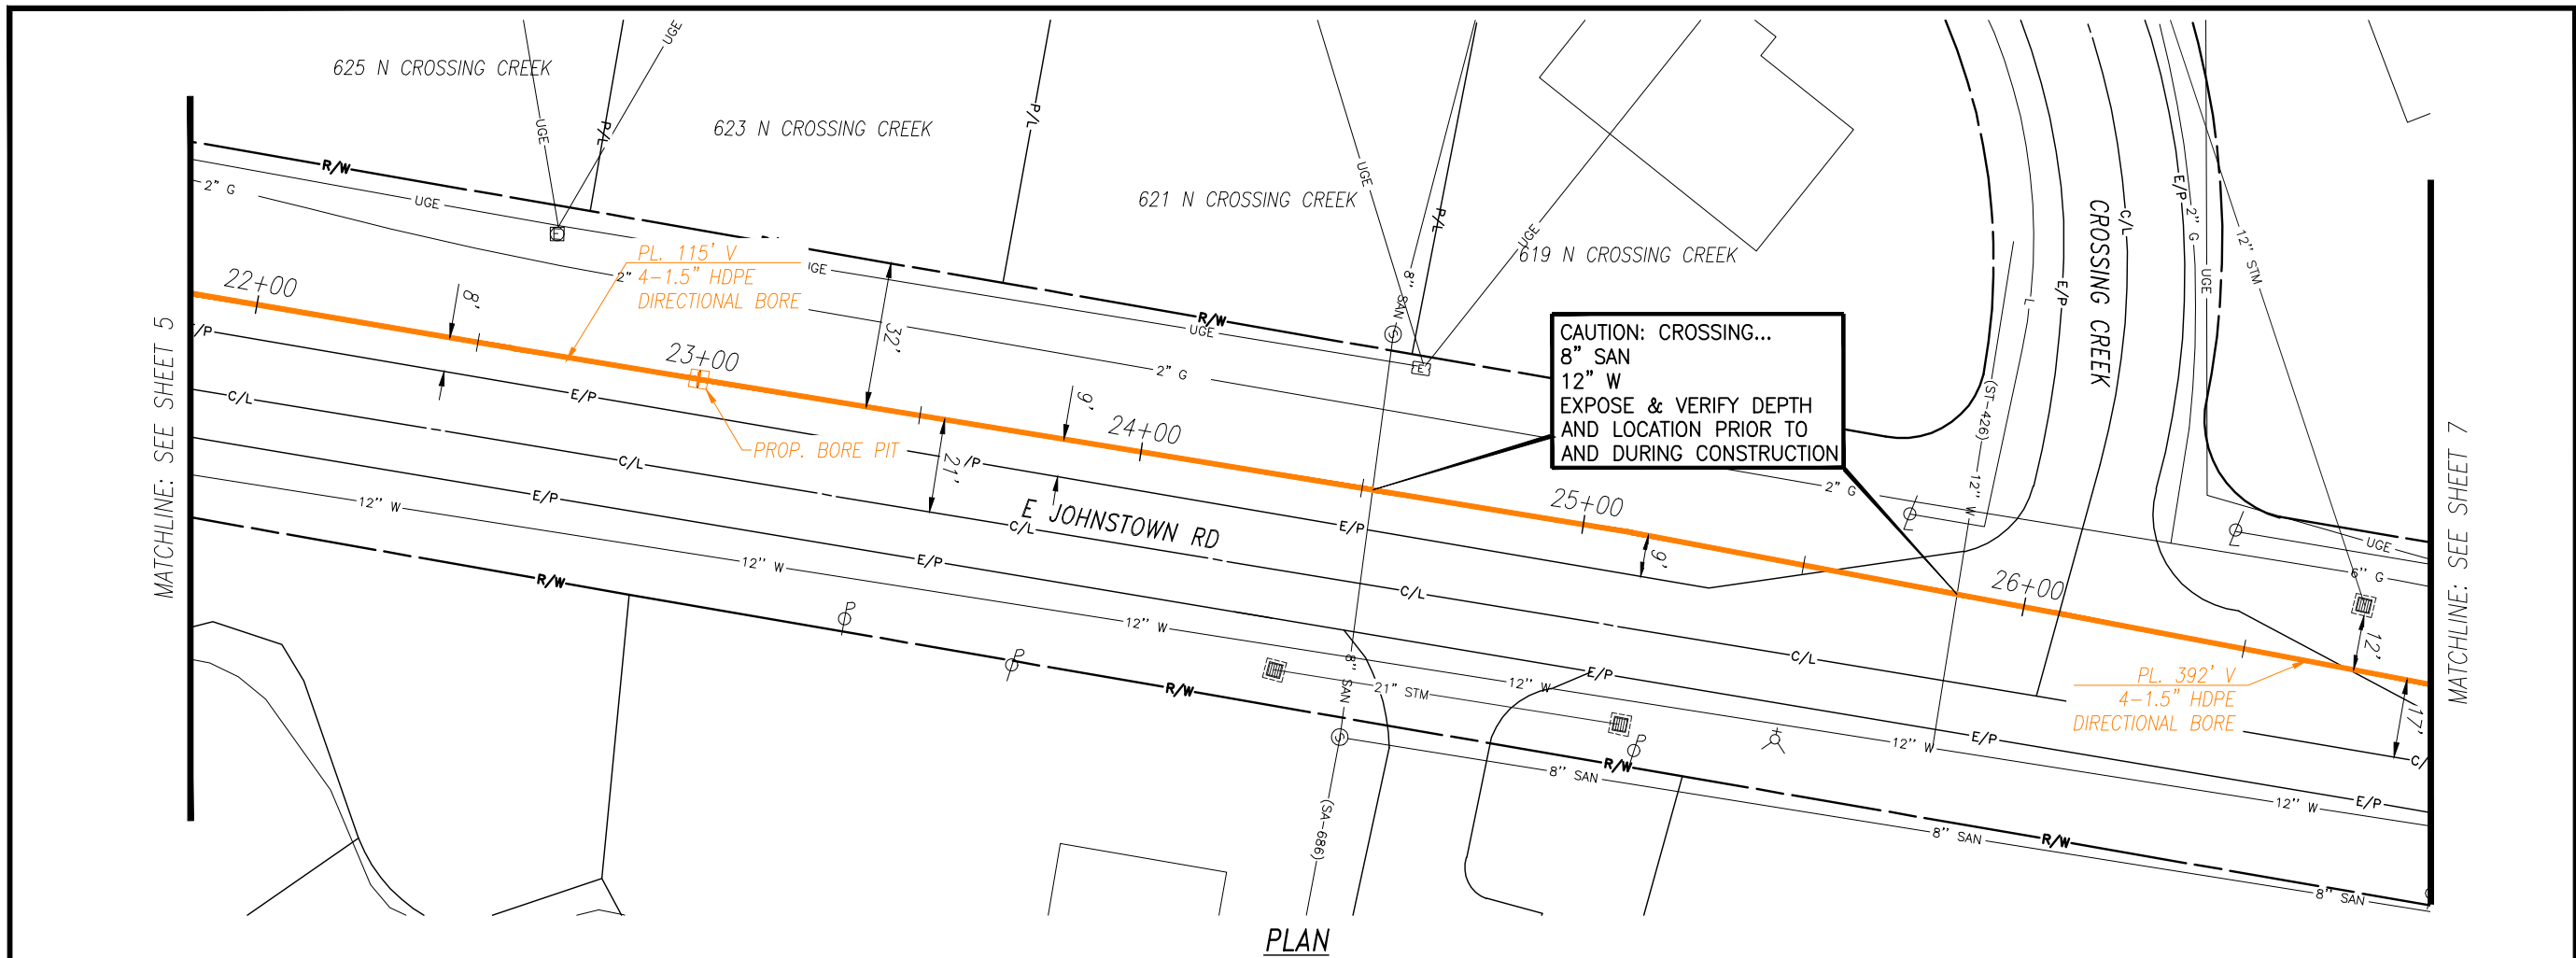 625 N CROSSING CREEK
623 N CROSSING CREEK
621 N CROSSING CREEK
619 N CROSSING CREEK
UGE
UGE
P/L
P/L
UGE
8" SAN
P/L
UGE
R/W
2" G
UGE
E
PL. 115' V
4-1.5" HDPE
DIRECTIONAL BORE
2"
UGE
32'
R/W
UGE
2" G
S
E
CAUTION: CROSSING...
8" SAN
12" W
EXPOSE & VERIFY DEPTH
AND LOCATION PRIOR TO
AND DURING CONSTRUCTION
L
(ST-426)
12" W
E/P
C/L
CROSSING CREEK
E/P
2" G
UGE
12" STM
MATCHLINE: SEE SHEET 5
22+00
8'
23+00
PROP. BORE PIT
9'
24+00
21'
25+00
9'
2" G
26+00
UGE
6" G
12'
17'
MATCHLINE: SEE SHEET 7
/P
E/P
/P
E/P
C/L
C/L
E JOHNSTOWN RD
C/L
C/L
C/L
C/
E/P
E/P
E/P
E/P
E/P
12" W
12" W
12" W
12" W
12" W
12" W
R/W
P
P
R/W
8" SAN
21" STM
S
P
R/W
8" SAN
8" SAN
R/W
8" SAN
(SA-686)
PL. 392' V
4-1.5" HDPE
DIRECTIONAL BORE
PLAN